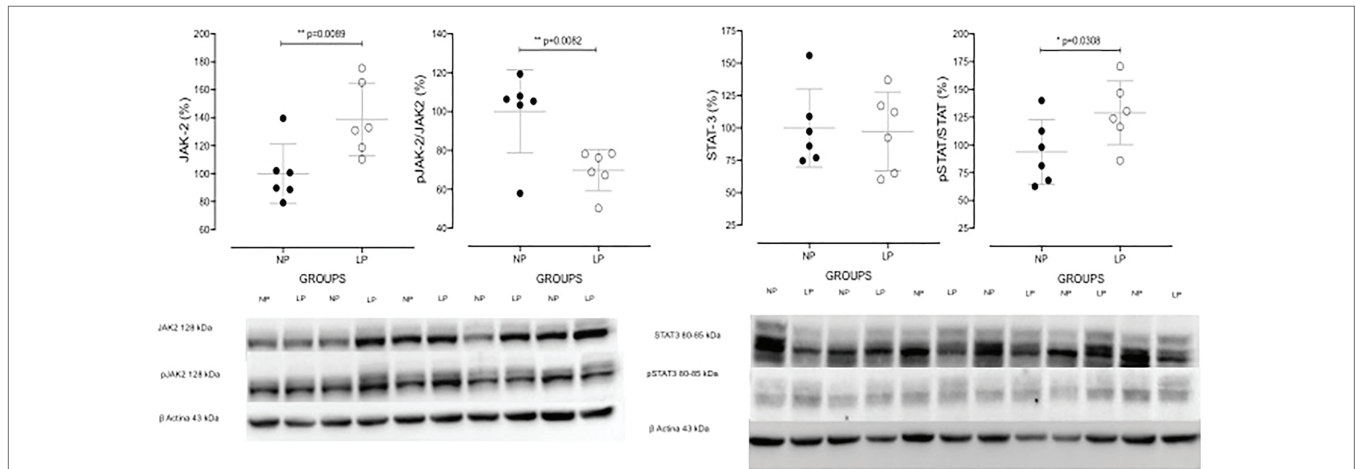 ** p=0.0089
JAK-2 (%)
200
180
160
140
120
100
80
60
NP
LP
** p=0.0082
pJAK-2/JAK2 (%)
140
120
100
80
60
40
NP
LP
GROUPS
STAT-3 (%)
175
150
125
100
75
50
25
NP
LP
* p=0.0308
pSTAT/STAT (%)
200
175
150
125
100
75
50
25
NP
LP
GROUPS
GROUPS
GROUPS
NP LP NP LP NP LP NP LP NP LP
JAK2 128 kDa
pJAK2 128 kDa
β Actina 43 kDa
NP LP NP LP NP LP NP LP NP LP NP LP
STAT3 80-85 kDa
pSTAT3 80-85 kDa
β Actina 43 kDa